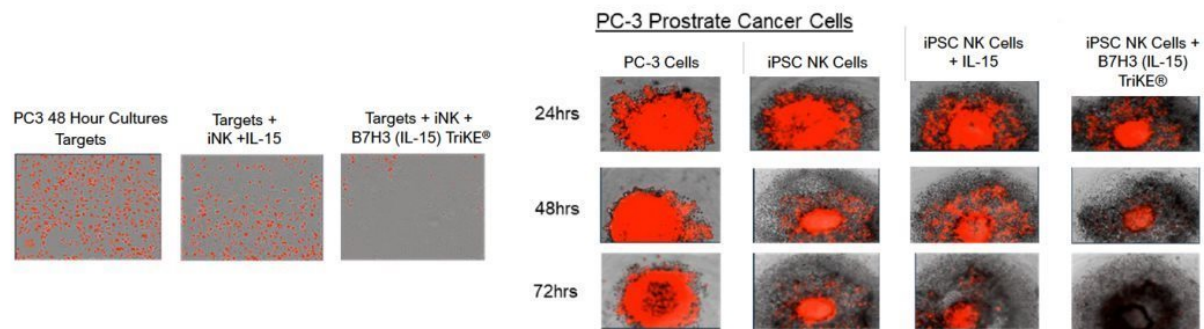 PC3 48 Hour Cultures
Targets
Targets +
iNK +IL-15
Targets + iNK +
B7H3 (IL-15) TriKE®
PC-3 Prostrate Cancer Cells
PC-3 Cells
iPSC NK Cells
iPSC NK Cells
+ IL-15
iPSC NK Cells +
B7H3 (IL-15)
TriKE®
24hrs
48hrs
72hrs